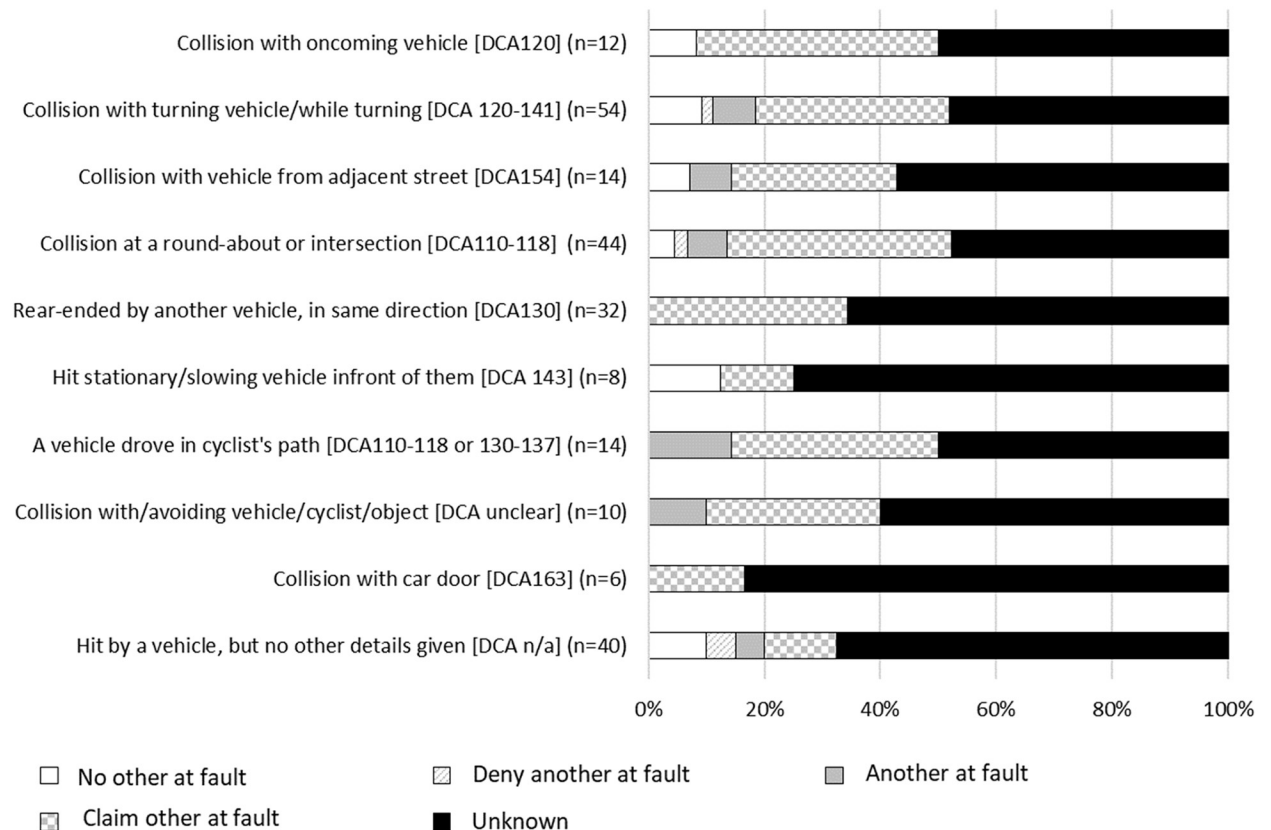 Collision with oncoming vehicle [DCA120] (n=12)
Collision with turning vehicle/while turning [DCA 120-141] (n=54)
Collision with vehicle from adjacent street [DCA154] (n=14)
Collision at a round-about or intersection [DCA110-118] (n=44)
Rear-ended by another vehicle, in same direction [DCA130] (n=32)
Hit stationary/slowing vehicle infront of them [DCA 143] (n=8)
A vehicle drove in cyclist's path [DCA110-118 or 130-137] (n=14)
Collision with/avoiding vehicle/cyclist/object [DCA unclear] (n=10)
Collision with car door [DCA163] (n=6)
Hit by a vehicle, but no other details given [DCA n/a] (n=40)
0% 20% 40% 60% 80% 100%
No other at fault Deny another at fault Another at fault
Claim other at fault Unknown